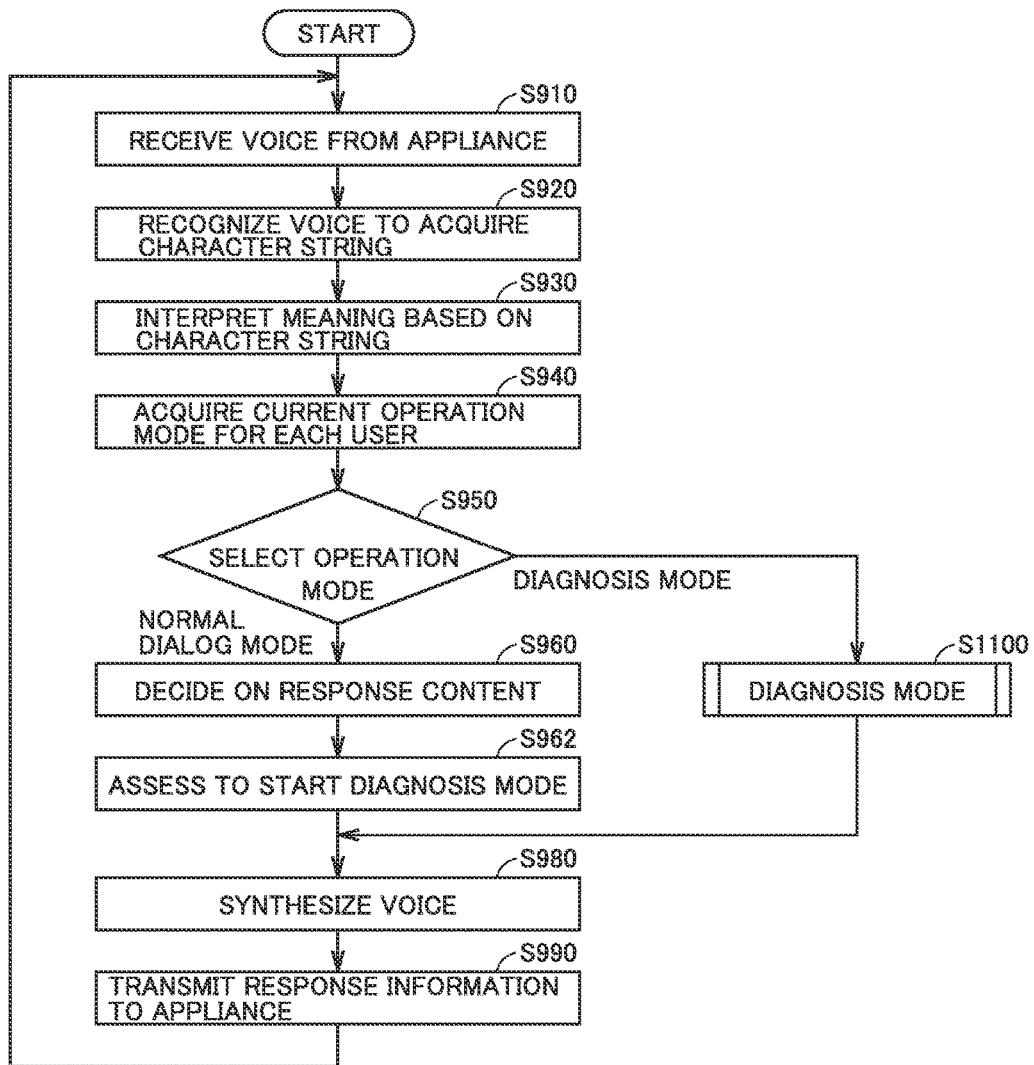 START
S910
RECEIVE VOICE FROM APPLIANCE
S920
RECOGNIZE VOICE TO ACQUIRE
CHARACTER STRING
S930
INTERPRET MEANING BASED ON
CHARACTER STRING
S940
ACQUIRE CURRENT OPERATION
MODE FOR EACH USER
S950
SELECT OPERATION
MODE
DIAGNOSIS MODE
NORMAL
DIALOG MODE
S960
DECIDE ON RESPONSE CONTENT
S1100
DIAGNOSIS MODE
S962
ASSESS TO START DIAGNOSIS MODE
S980
SYNTHESIZE VOICE
S990
TRANSMIT RESPONSE INFORMATION
TO APPLIANCE